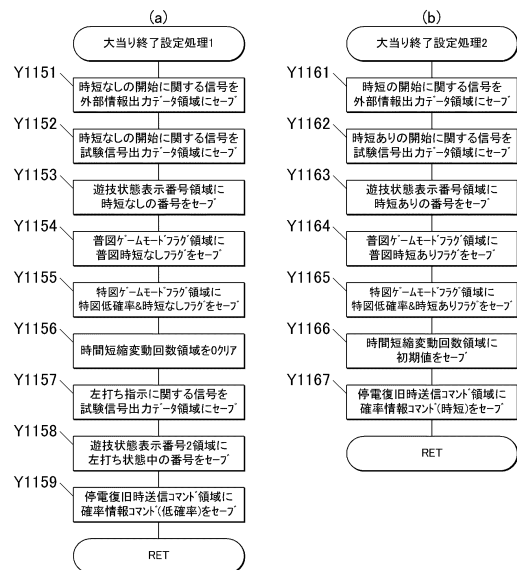 (a)
大当り終了設定処理1
Y1151
時短なしの開始に関する信号を
外部情報出力データ領域にセーブ
Y1152
時短なしの開始に関する信号を
試験信号出力データ領域にセーブ
Y1153
遊技状態表示番号領域に
時短なしの番号をセーブ
Y1154
普図ゲームモードフラグ領域に
普図時短なしフラグをセーブ
Y1155
特図ゲームモードフラグ領域に
特図低確率&時短なしフラグをセーブ
Y1156
時間短縮変動回数領域を0クリア
Y1157
左打ち指示に関する信号を
試験信号出力データ領域にセーブ
Y1158
遊技状態表示番号2領域に
左打ち状態中の番号をセーブ
Y1159
停電復旧時送信コマンド領域に
確率情報コマンド(低確率)をセーブ
RET
(b)
大当り終了設定処理2
Y1161
時短の開始に関する信号を
外部情報出力データ領域にセーブ
Y1162
時短ありの開始に関する信号を
試験信号出力データ領域にセーブ
Y1163
遊技状態表示番号領域に
時短ありの番号をセーブ
Y1164
普図ゲームモードフラグ領域に
普図時短ありフラグをセーブ
Y1165
特図ゲームモードフラグ領域に
特図低確率&時短ありフラグをセーブ
Y1166
時間短縮変動回数領域に
初期値をセーブ
Y1167
停電復旧時送信コマンド領域に
確率情報コマンド(時短)をセーブ
RET